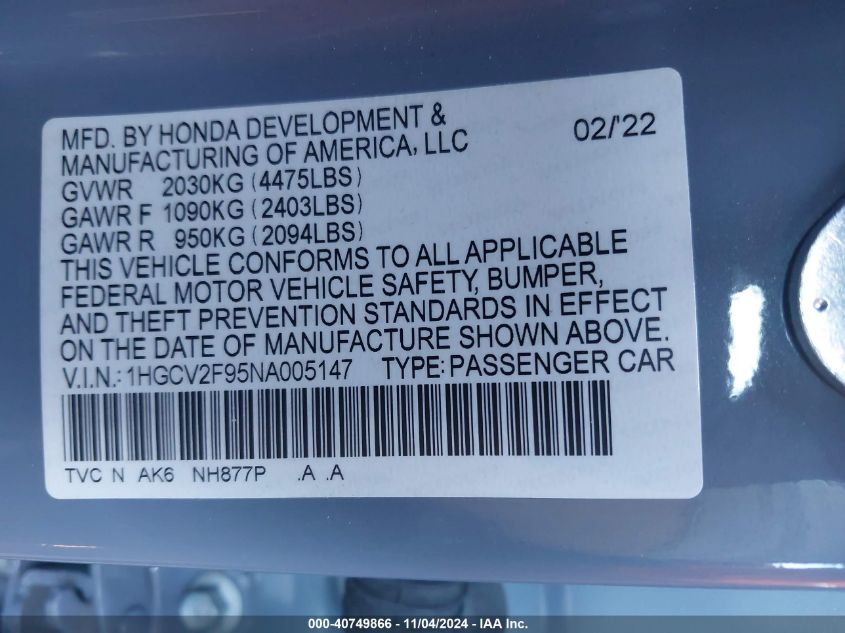 MFD. BY HONDA DEVELOPMENT &
MANUFACTURING OF AMERICA, LLC
02/'22
GVWR 2030KG (4475LBS)
GAWR F 1090KG (2403LBS)
GAWR R 950KG (2094LBS)
THIS VEHICLE CONFORMS TO ALL APPLICABLE
FEDERAL MOTOR VEHICLE SAFETY, BUMPER,
AND THEFT PREVENTION STANDARDS IN EFFECT
ON THE DATE OF MANUFACTURE SHOWN ABOVE.
V.I.N.: 1HGCV2F95NA005147 TYPE: PASSENGER CAR
TVC N AK6 NH877P .A .A
000-40749866 - 11/04/2024 - IAA Inc.